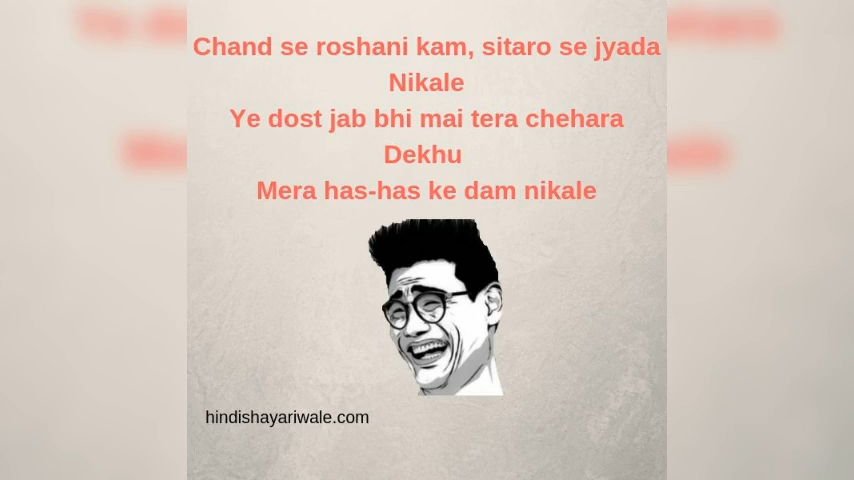 Chand se roshani kam, sitaro se jyada
Nikale
Ye dost jab bhi mai tera chehara
Dekhu
Mera has-has ke dam nikale
hindishayariwale.com